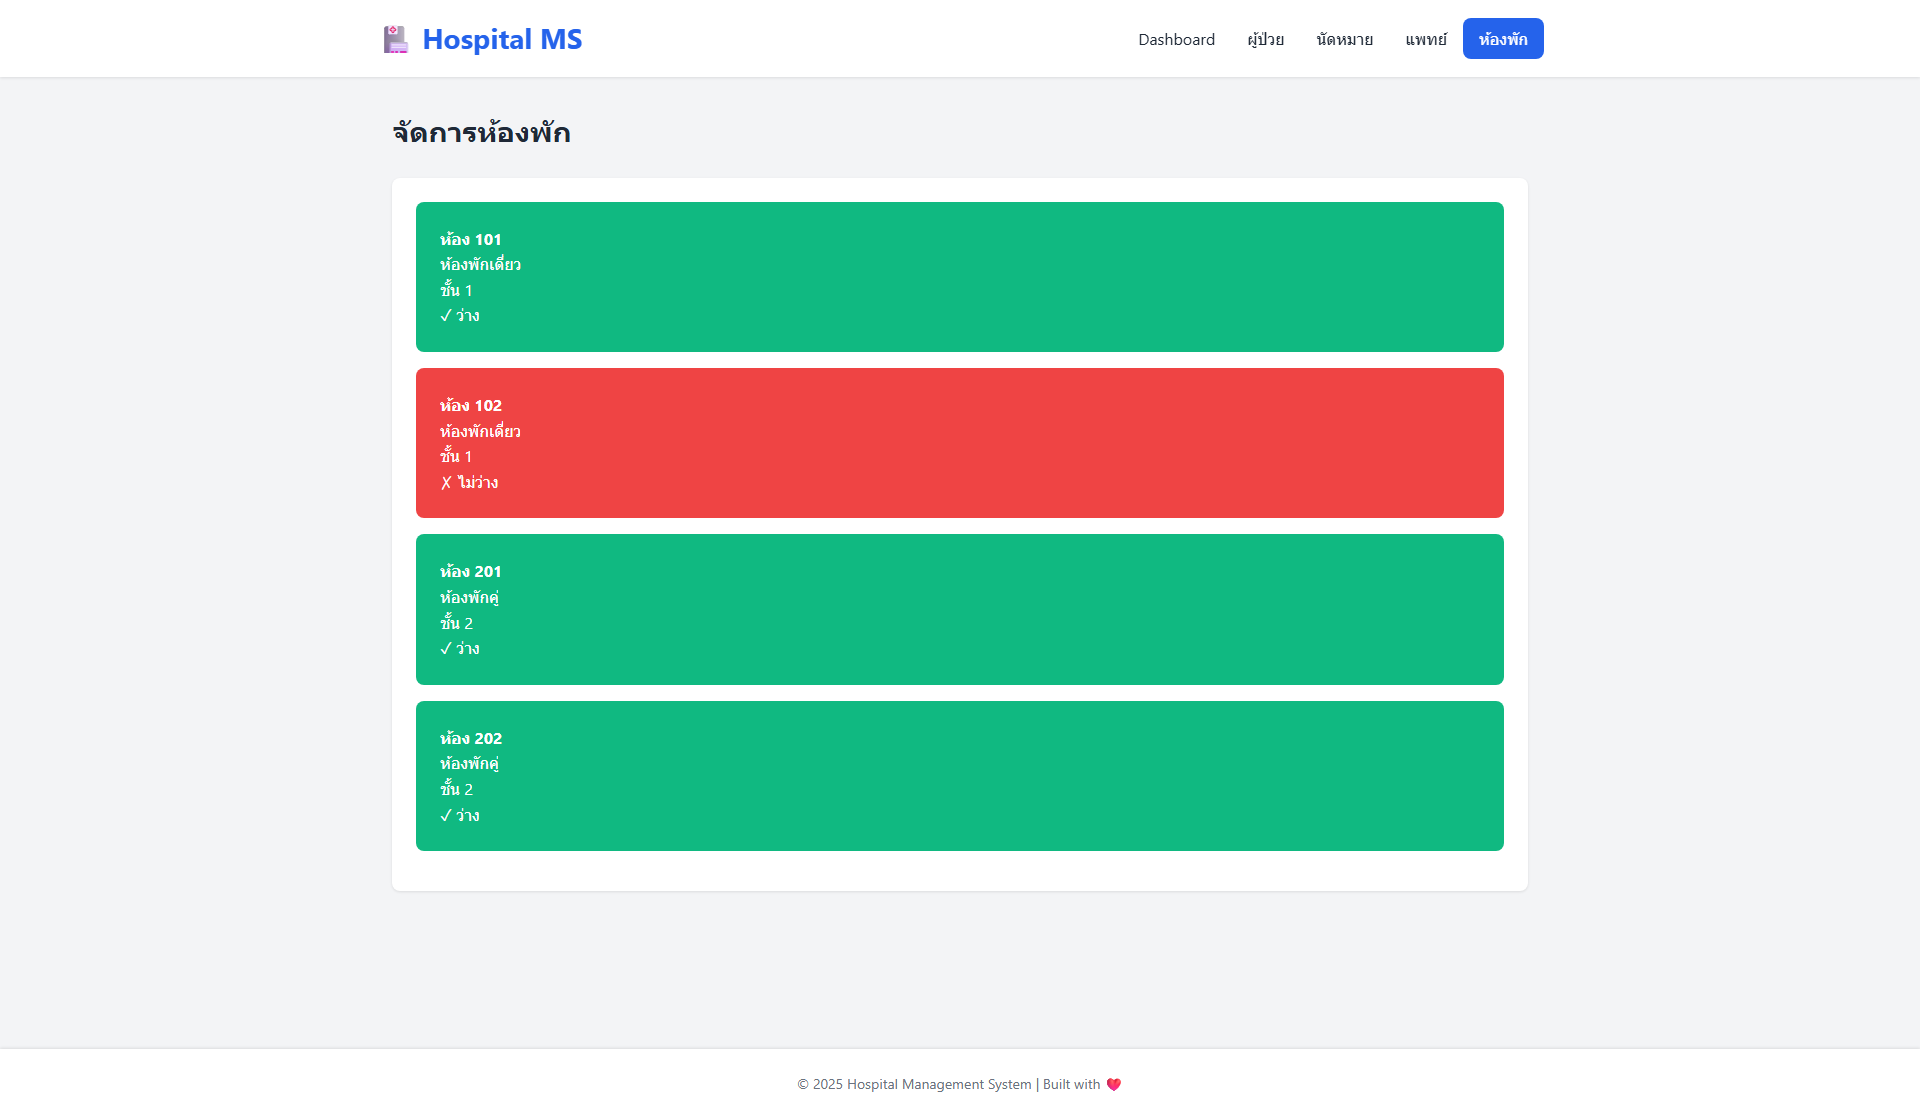 Hospital MS
Dashboard
ผู้ป่วย
นัดหมาย
แพทย์
ห้องพัก
จัดการห้องพัก
ห้อง 101
ห้องพักเดี่ยว
ชั้น 1
✓ ว่าง
ห้อง 102
ห้องพักเดี่ยว
ชั้น 1
✗ ไม่ว่าง
ห้อง 201
ห้องพักคู่
ชั้น 2
✓ ว่าง
ห้อง 202
ห้องพักคู่
ชั้น 2
✓ ว่าง
© 2025 Hospital Management System | Built with ❤️